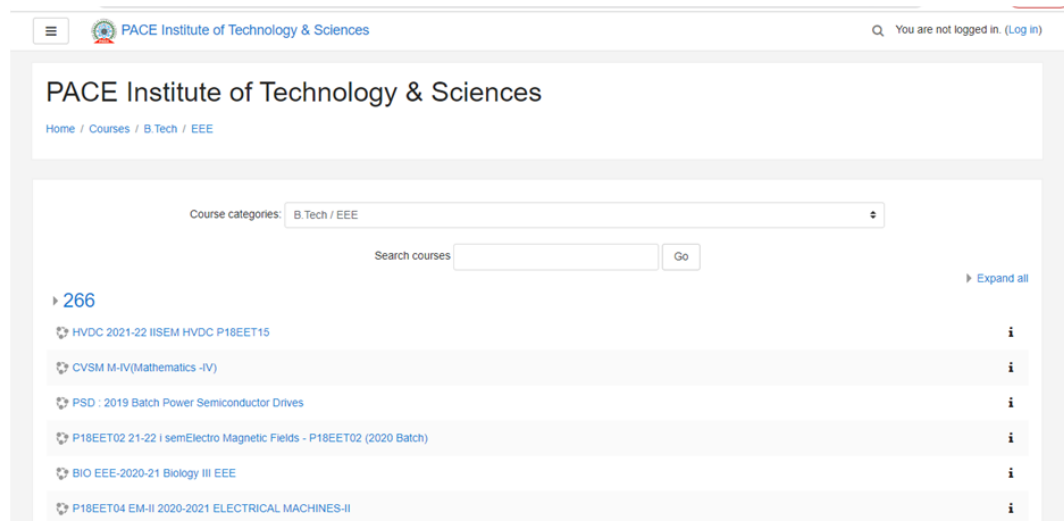 PACE Institute of Technology & Sciences
You are not logged in. (Log in)
PACE Institute of Technology & Sciences
Home / Courses / B.Tech / EEE
Course categories: B.Tech / EEE
Search courses Go
Expand all
266
HVDC 2021-22 IISEM HVDC P18EET15
CVSM M-IV(Mathematics -IV)
PSD : 2019 Batch Power Semiconductor Drives
P18EET02 21-22 i semElectro Magnetic Fields - P18EET02 (2020 Batch)
BIO EEE-2020-21 Biology III EEE
P18EET04 EM-II 2020-2021 ELECTRICAL MACHINES-II